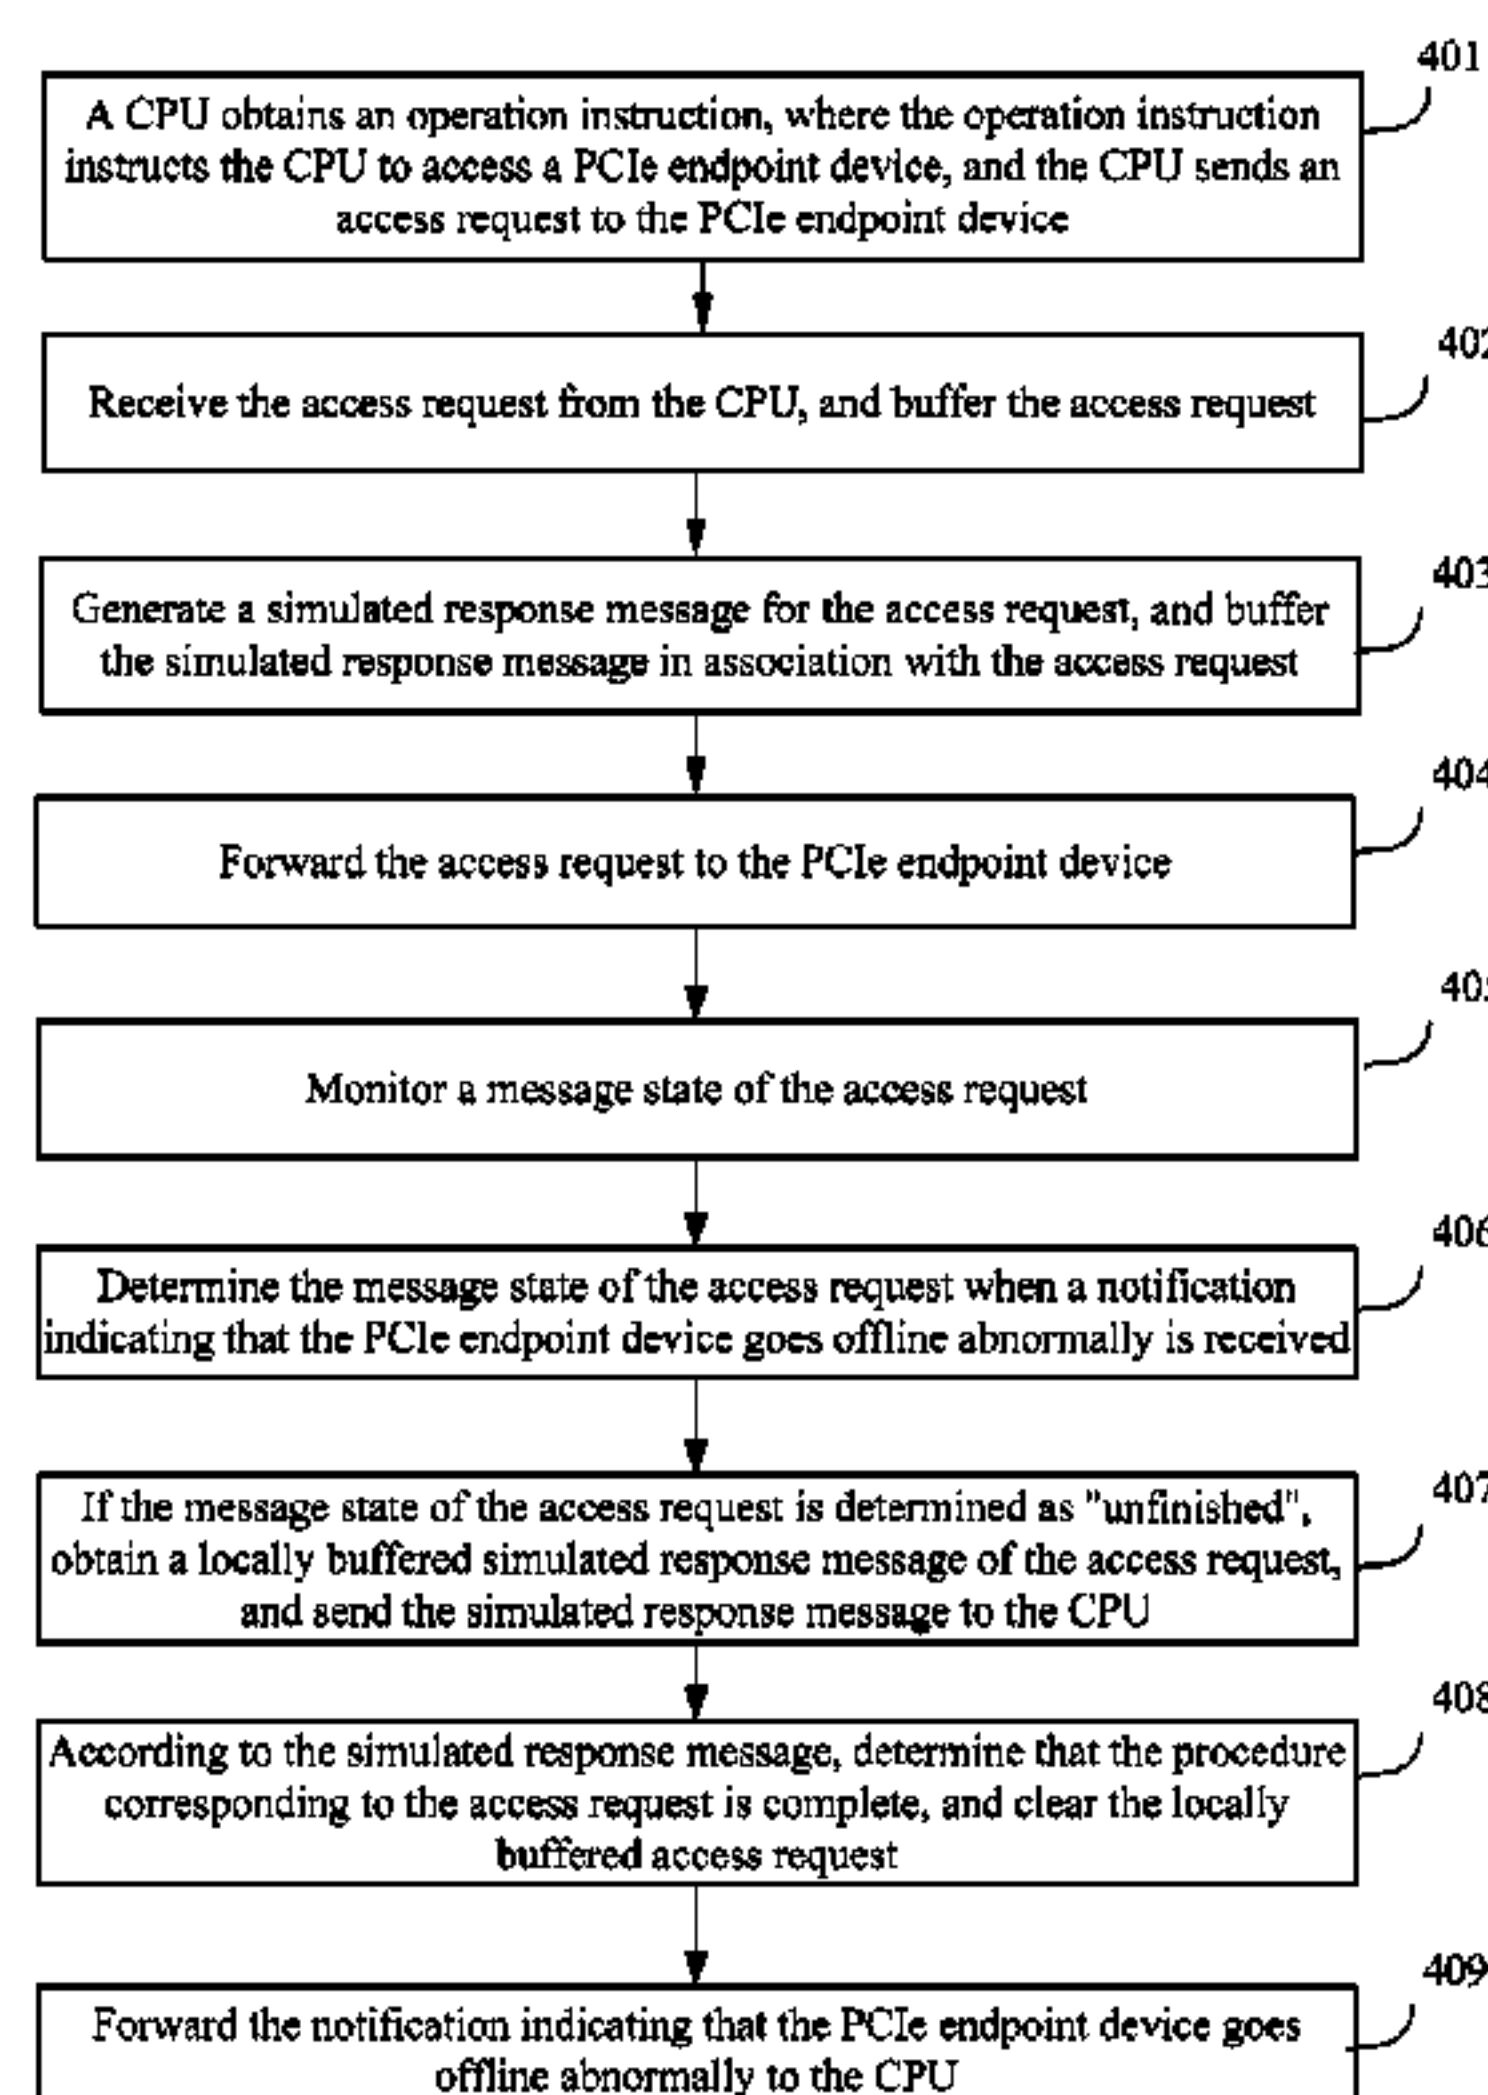 401
A CPU obtains an operation instruction, where the operation instruction
instructs the CPU to access a PCIe endpoint device, and the CPU sends an
access request to the PCIe endpoint device
402
Receive the access request from the CPU, and buffer the access request
403
Generate a simulated response message for the access request, and buffer
the simulated response message in association with the access request
404
Forward the access request to the PCIe endpoint device
405
Monitor a message state of the access request
406
Determine the message state of the access request when a notification
indicating that the PCIe endpoint device goes offline abnormally is received
407
If the message state of the access request is determined as "unfinished",
obtain a locally buffered simulated response message of the access request,
and send the simulated response message to the CPU
408
According to the simulated response message, determine that the procedure
corresponding to the access request is complete, and clear the locally
buffered access request
409
Forward the notification indicating that the PCIe endpoint device goes
offline abnormally to the CPU